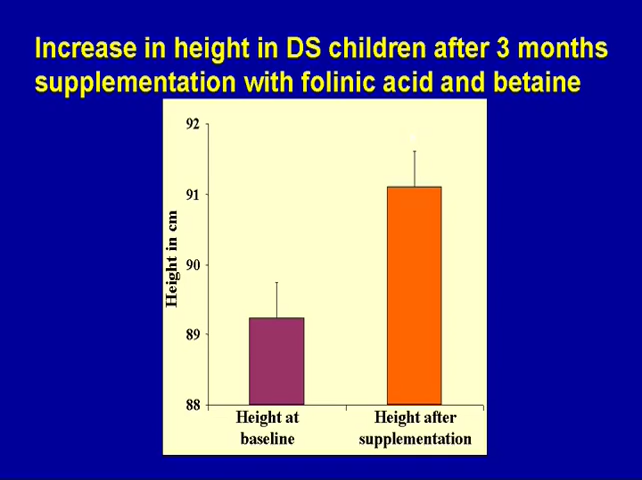 Increase in height in DS children after 3 months
supplementation with folinic acid and betaine
92
91
90
89
88
Height in cm
Height at
baseline
Height after
supplementation